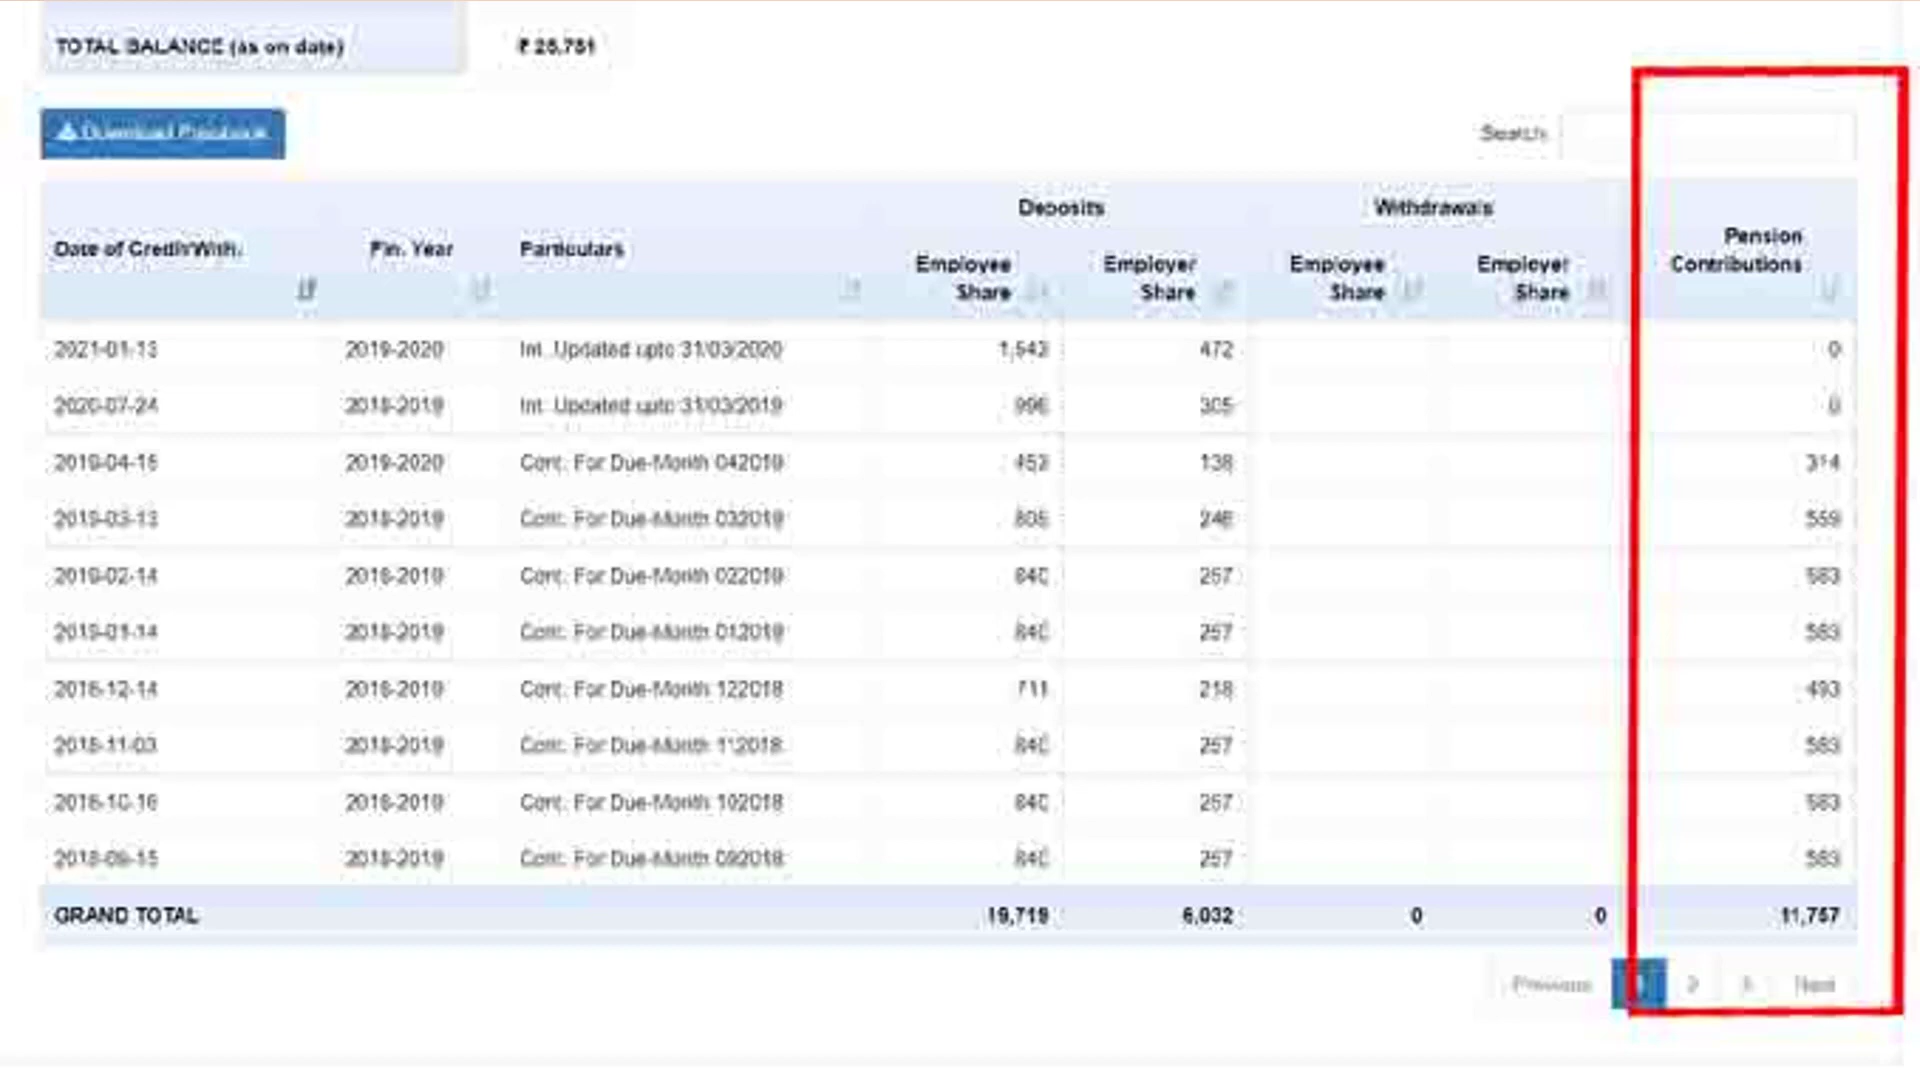 TOTAL BALANCE (as on date) ₹ 25,751
Download Passbook
Search:
Deposits Withdrawals
Date of Credit/With. Fin. Year Particulars Employee Share Employer Share Employee Share Employer Share Pension Contributions
2021-01-13 2019-2020 Int. Updated upto 31/03/2020 1,543 472 0
2020-07-24 2018-2019 Int. Updated upto 31/03/2019 996 305 0
2019-04-15 2019-2020 Cont. For Due-Month 042019 452 138 314
2019-03-13 2018-2019 Cont. For Due-Month 032019 805 246 559
2019-02-14 2018-2019 Cont. For Due-Month 022019 840 257 583
2019-01-14 2018-2019 Cont. For Due-Month 012019 840 257 583
2018-12-14 2018-2019 Cont. For Due-Month 122018 711 218 493
2018-11-03 2018-2019 Cont. For Due-Month 112018 840 257 583
2018-10-16 2018-2019 Cont. For Due-Month 102018 840 257 583
2018-09-15 2018-2019 Cont. For Due-Month 092018 840 257 583
GRAND TOTAL 19,719 6,032 0 0 11,757
Previous 1 2 3 Next